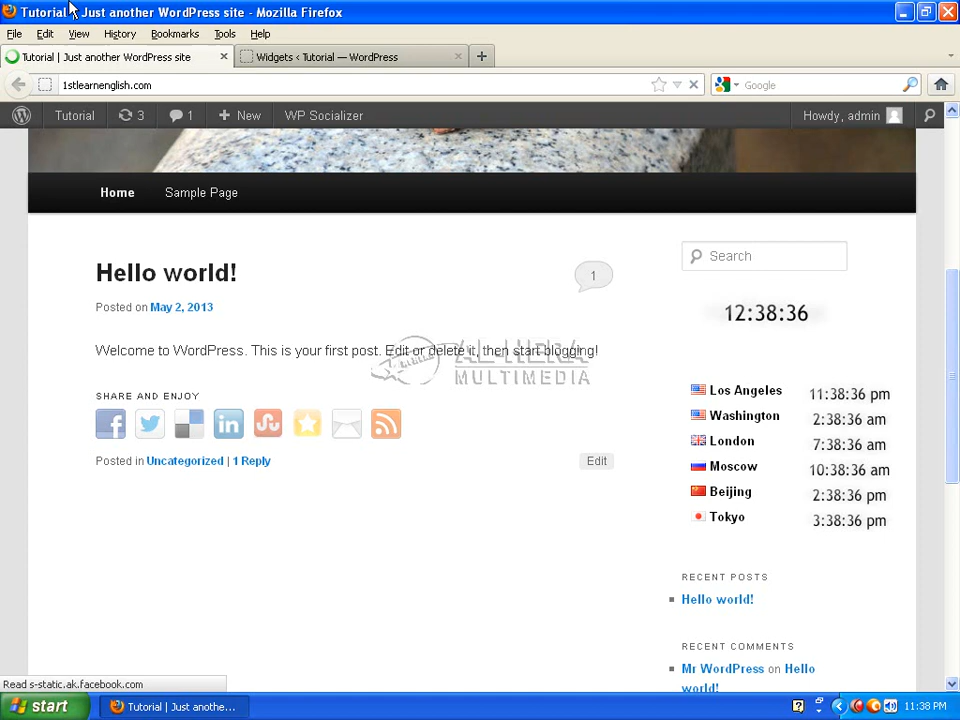 Tutorial | Just another WordPress site - Mozilla Firefox
File Edit View History Bookmarks Tools Help
Tutorial | Just another WordPress site
Widgets ‹ Tutorial — WordPress
1stlearnenglish.com
Google
Tutorial 3 1 New WP Socializer Howdy, admin
Home Sample Page
Search
Hello world!
1
Posted on May 2, 2013
12:38:36
Welcome to WordPress. This is your first post. Edit or delete it, then start blogging!
AL-HERA
MULTIMEDIA
SHARE AND ENJOY
Posted in Uncategorized | 1 Reply
Edit
Los Angeles 11:38:36 pm
Washington 2:38:36 am
London 7:38:36 am
Moscow 10:38:36 am
Beijing 2:38:36 pm
Tokyo 3:38:36 pm
RECENT POSTS
Hello world!
RECENT COMMENTS
Mr WordPress on Hello
world!
Read s-static.ak.facebook.com
start
Tutorial | Just anothe...
11:38 PM